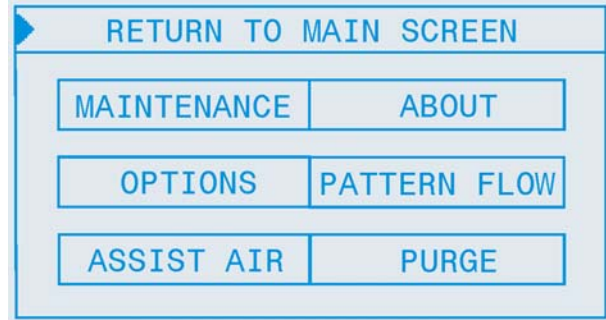 RETURN TO MAIN SCREEN
MAINTENANCE ABOUT
OPTIONS PATTERN FLOW
ASSIST AIR PURGE